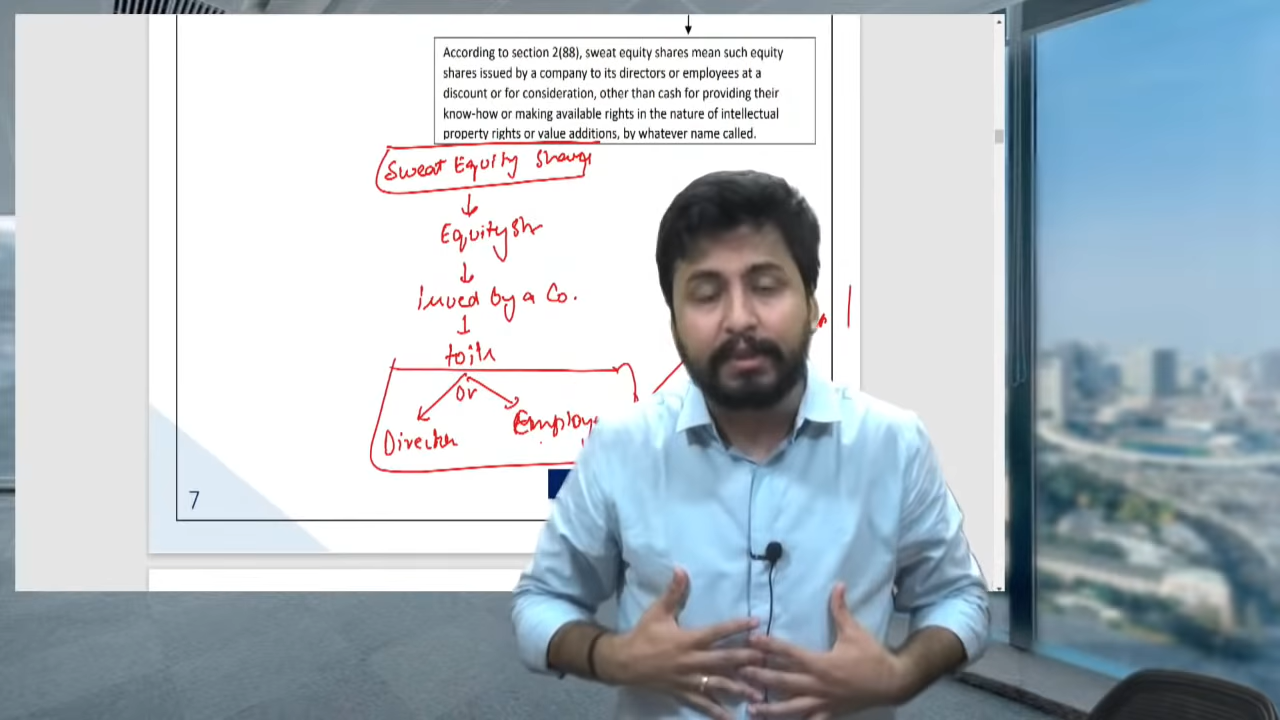 According to section 2(88), sweat equity shares mean such equity
shares issued by a company to its directors or employees at a
discount or for consideration, other than cash for providing their
know-how or making available rights in the nature of intellectual
property rights or value additions, by whatever name called.
Sweat Equity Shares
Equity Sh
issued by a Co.
to its
Or
Director
Employe
7